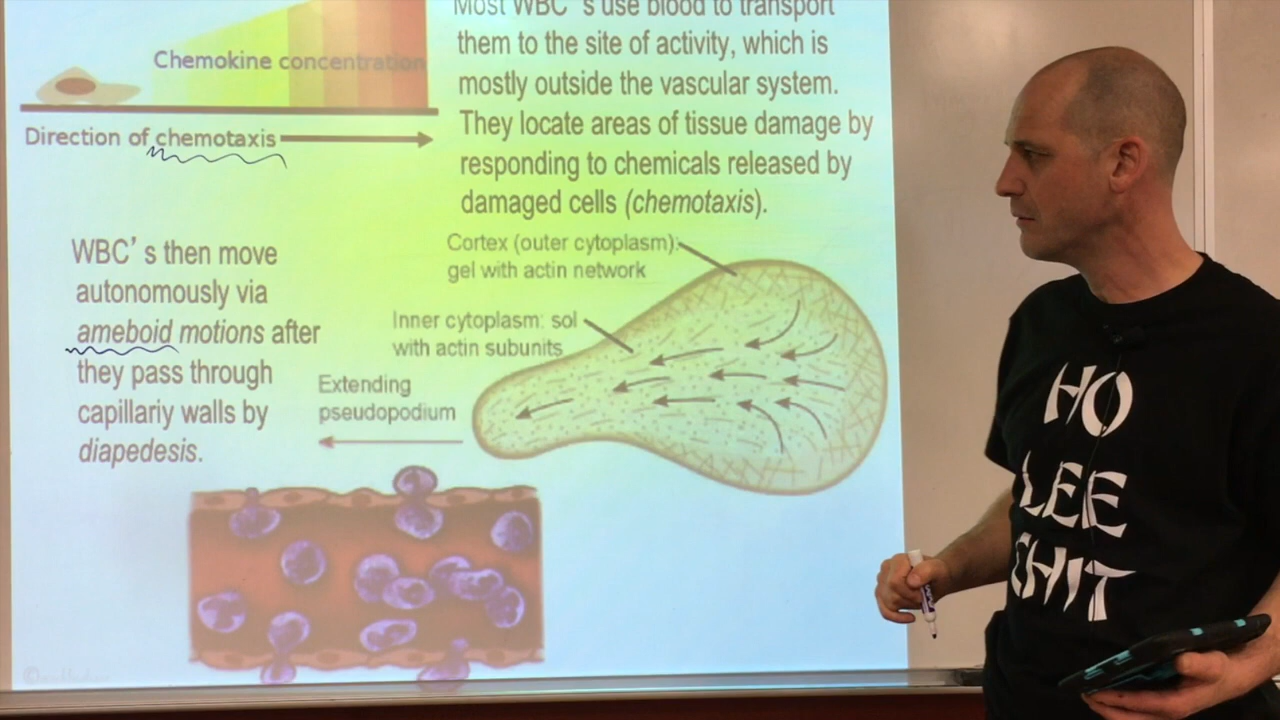 Most WBC's use blood to transport
them to the site of activity, which is
mostly outside the vascular system.
They locate areas of tissue damage by
responding to chemicals released by
damaged cells (chemotaxis).
Chemokine concentration
Direction of chemotaxis
WBC's then move
autonomously via
ameboid motions after
they pass through
capillariy walls by
diapedesis.
Cortex (outer cytoplasm):
gel with actin network
Inner cytoplasm: sol
with actin subunits
Extending
pseudopodium
HO
LEE
CHIT